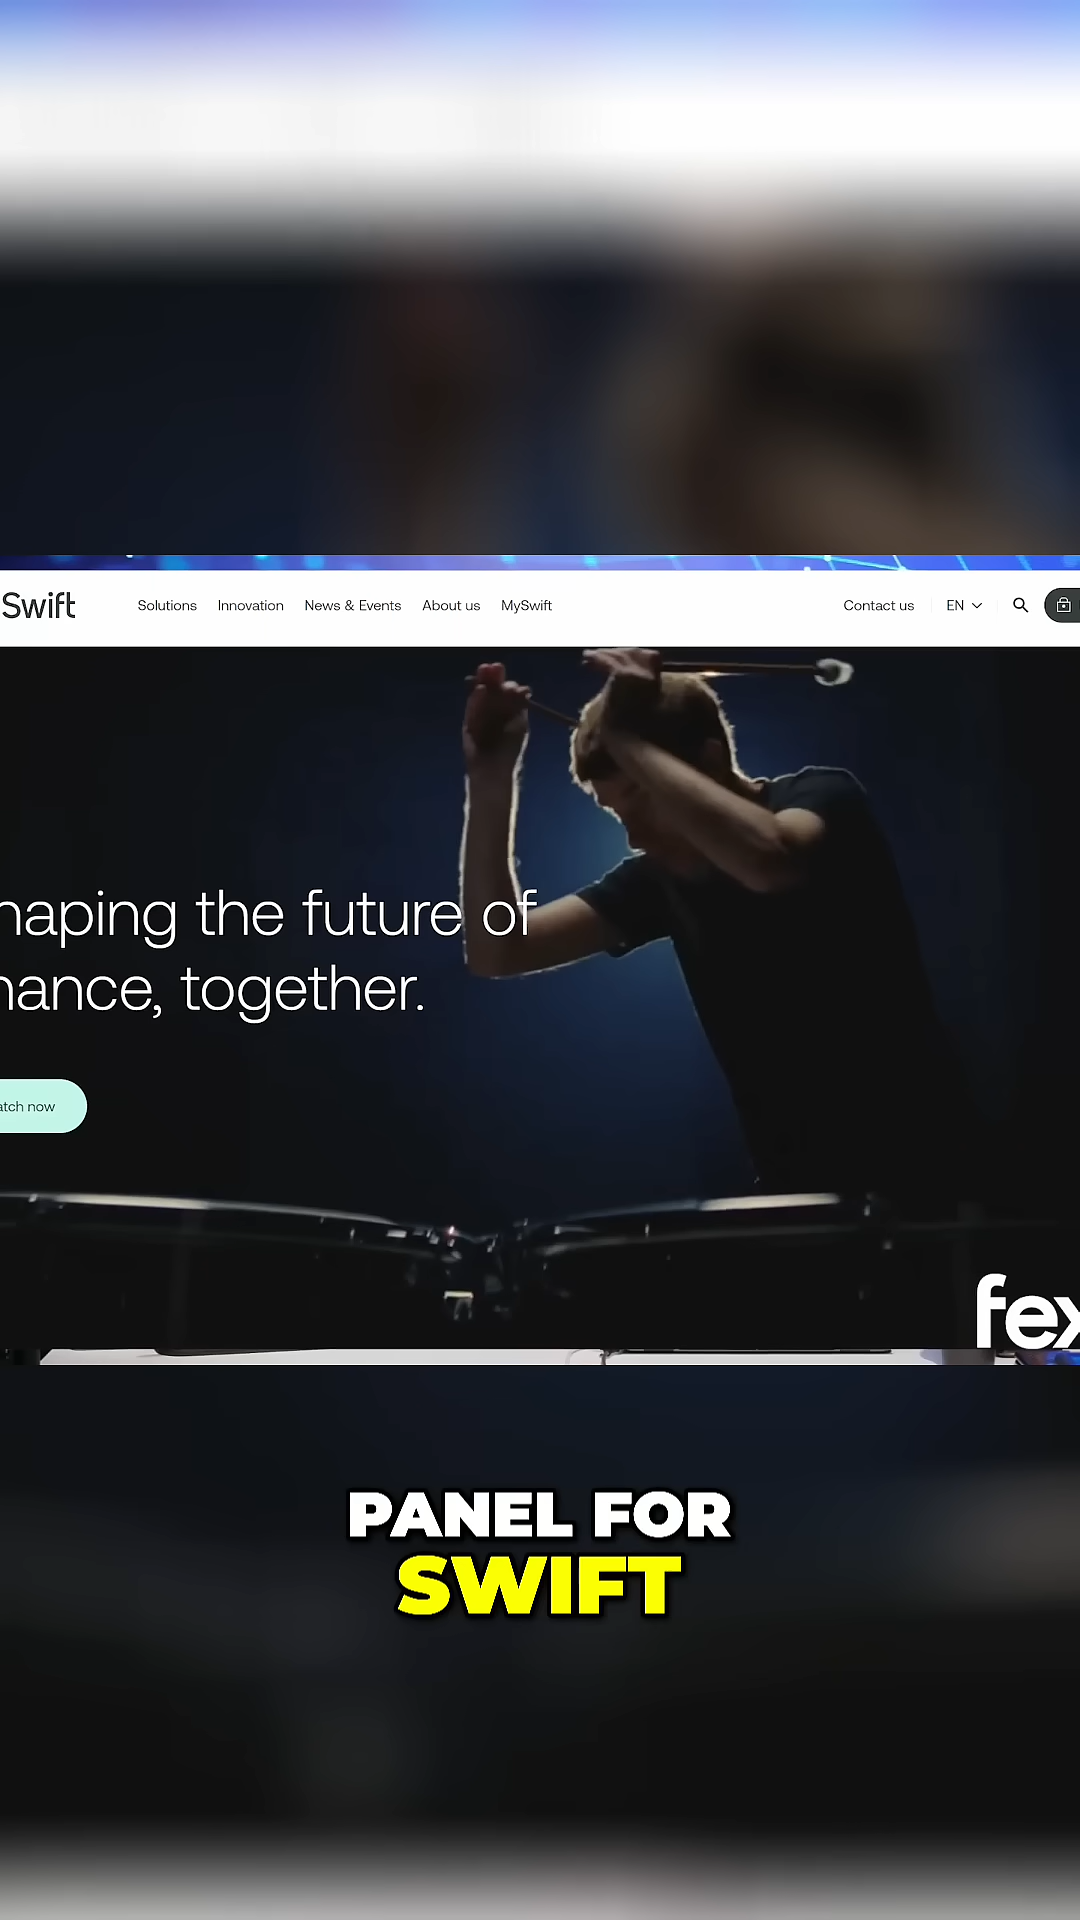 Swift
Solutions
Innovation
News & Events
About us
MySwift
Contact us
EN
haping the future of
nance, together.
atch now
fex
PANEL FOR
SWIFT